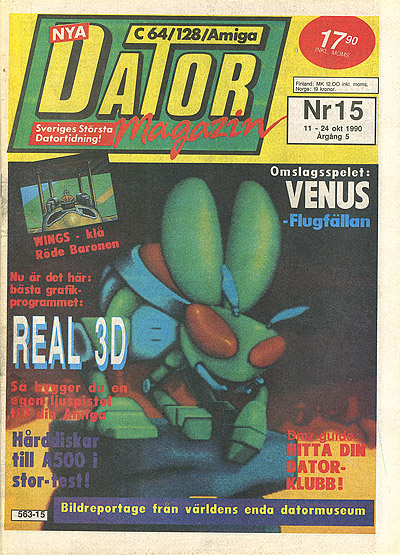 NYA
C 64/128/Amiga
DATOR
Magazin
Sveriges Största
Datortidning!
17.90
INKL. MOMS
Finland: MK 12.00 inkl. moms.
Norge: 19 kronor.
Nr 15
11 - 24 okt 1990
Årgång 5
Omslagsspelet:
VENUS
-Flugfällan
WINGS - klå
Röde Baronen
Nu är det här:
bästa grafik-
programmet:
REAL 3D
Så bygger du en
egen ljuspistol
till din Amiga
Hårddiskar
till A500 i
stor-test!
HITTA DIN
DATOR-
KLUBB!
563-15
Bildreportage från världens enda datormuseum